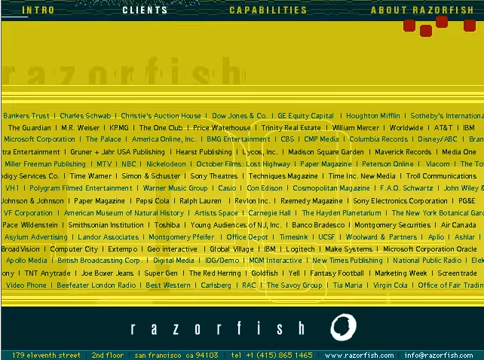 INTRO CLIENTS CAPABILITIES ABOUT RAZORFISH
razorfish
Bankers Trust | Charles Schwab | Christie's Auction House | Dow Jones & Co. | GE Equity Capital | Houghton Mifflin | Sotheby's Internationa
The Guardian | M.R. Weiser | KPMG | The One Club | Price Waterhouse | Trinity Real Estate | William Mercer | Worldwide | AT&T | IBM
Microsoft Corporation | The Palace | America Online, Inc. | BMG Entertainment | CBS | CMP Media | Columbia Records | Disney/ABC | Bran
tra Entertainment | Gruner + Jahr USA Publishing | Hearst Publishing | Lycos, Inc. | Madison Square Garden | Maverick Records | Media One
Miller Freeman Publishing | MTV | NBC | Nickelodeon | October Films: Lost Highway | Paper Magazine | Peterson Online | Viacom | The To
odigy Services Co. | Time Warner | Simon & Schuster | Sony Theatres | Techniques Magazine | Time Inc. New Media | Troll Communications
VH1 | Polygram Filmed Entertainment | Warner Music Group | Casio | Con Edison | Cosmopolitan Magazine | F.A.O. Schwartz | John Wiley &
Johnson & Johnson | Paper Magazine | Pepsi Cola | Ralph Lauren | Revlon Inc. | Reemedy Magazine | Sony Electronics Corporation | PG&E
VF Corporation | American Museum of Natural History | Artists Space | Carnegie Hall | The Hayden Planetarium | The New York Botanical Gard
Pace Wildenstein | Smithsonian Institution | Toshiba | Young Audiences of NJ, Inc. | Banco Bradesco | Montgomery Securities | Air Canada
Asymetrix Advertising | Landor Associates | Montgomery Pfeifer | Office Depot | Timesink | UCSF | Woolward & Partners | Aplio | Ashlar |
BroadVision | Computer City | Extempo | Geo interactive | Global Village | IBM | Logitech | Make Systems | Microsoft Corporation Oracle
Apollo Media | British Broadcasting Corp. | Digital Media | IDG/Demo | MGM Interactive | New Times Publishing | National Public Radio | Elek
ony | TNT Anytrade | Joe Boxer Jeans | Super Gen | The Red Herring | Goldfish | Yell | Fantasy Football | Marketing Week | Screentrade
Video Phone | Beefeater London Radio | Best Western | Carlsberg | RAC | The Savoy Group | Tia Maria | Virgin Cola | Office of Fair Tradin
razorfish
179 eleventh street | 2nd floor | san francisco ca 94103 | tel +1 (415) 865 1465 | www.razorfish.com info@razorfish.com